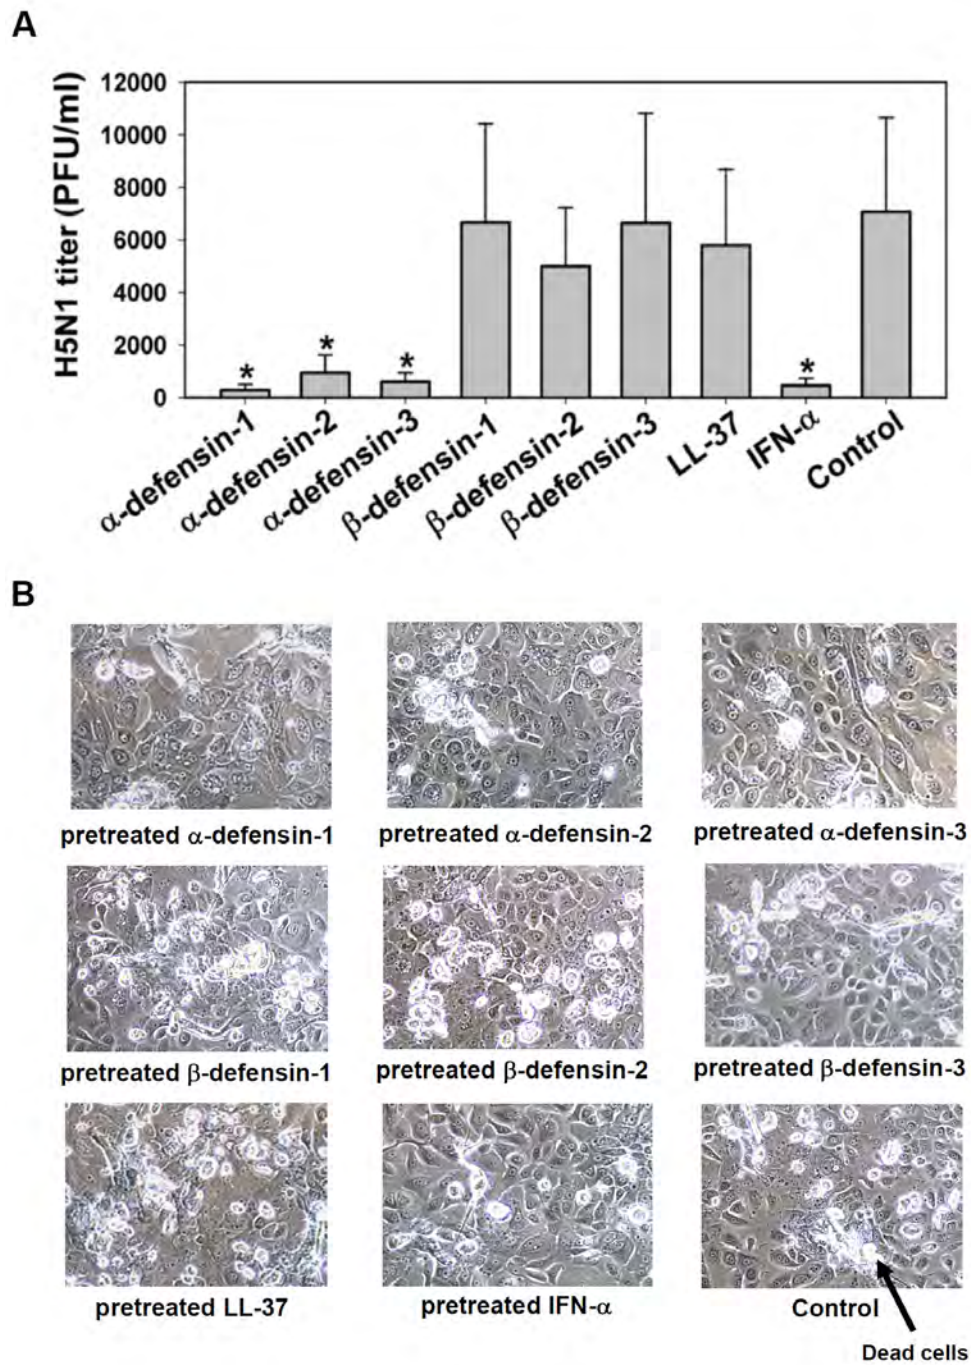 A
H5N1 titer (PFU/ml)
12000
10000
8000
6000
4000
2000
0
* * * *
α-defensin-1 α-defensin-2 α-defensin-3 β-defensin-1 β-defensin-2 β-defensin-3 LL-37 IFN-α Control
B
pretreated α-defensin-1 pretreated α-defensin-2 pretreated α-defensin-3
pretreated β-defensin-1 pretreated β-defensin-2 pretreated β-defensin-3
pretreated LL-37 pretreated IFN-α Control
Dead cells